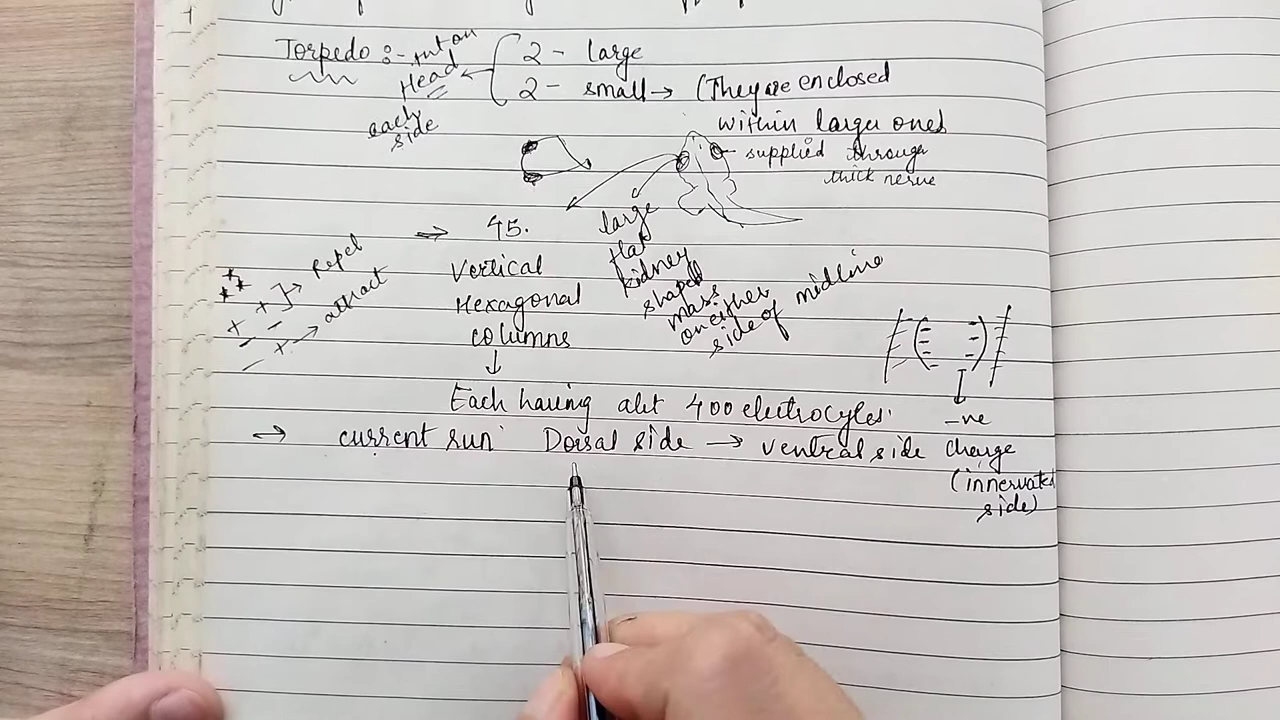 Torpedo :-
Head
each
side
2 - large
2 - small → (They are enclosed
within larger ones
supplied through
thick nerve
⇒ 45.
Vertical
Hexagonal
columns
↓
large
flat
kidney
shaped
mass
on either
side of midline
+ + ]→ Repel
- -
- + → attract
Each having abt 400 electrocytes.
-ve
charge
(innervated
side)
→ current run Dorsal side → ventral side